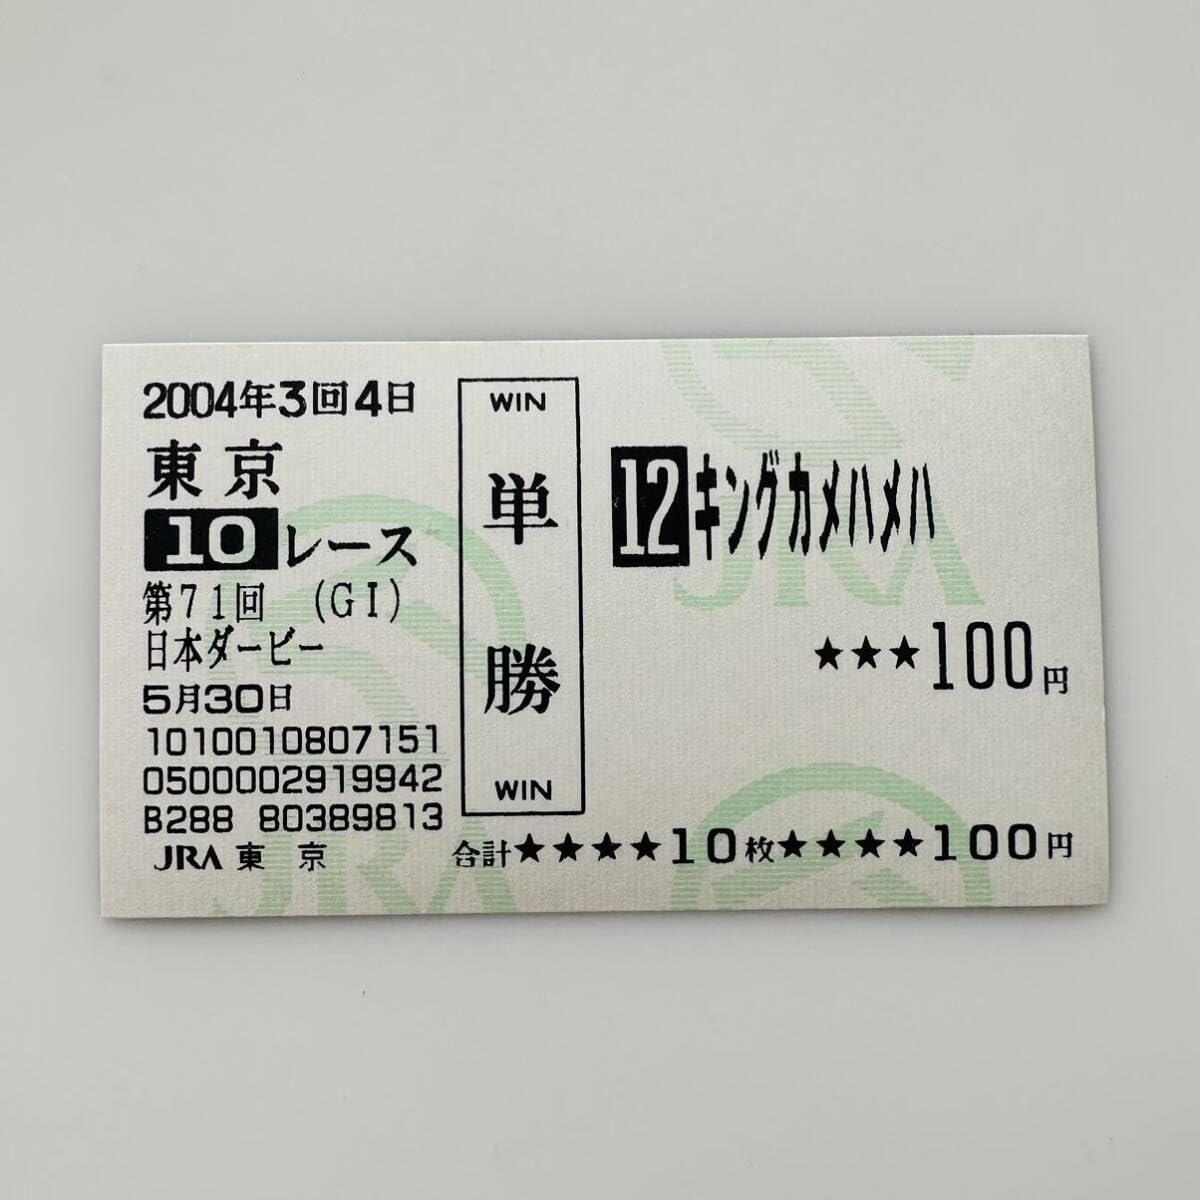 2004年3回4日
東京
10レース
第71回 (GI)
日本ダービー
5月30日
1010010807151
0500002919942
B288 80389813
JRA 東京
WIN
単勝
WIN
12キングカメハメハ
★★★100円
合計★★★★10枚★★★★100円
JRA
JRA